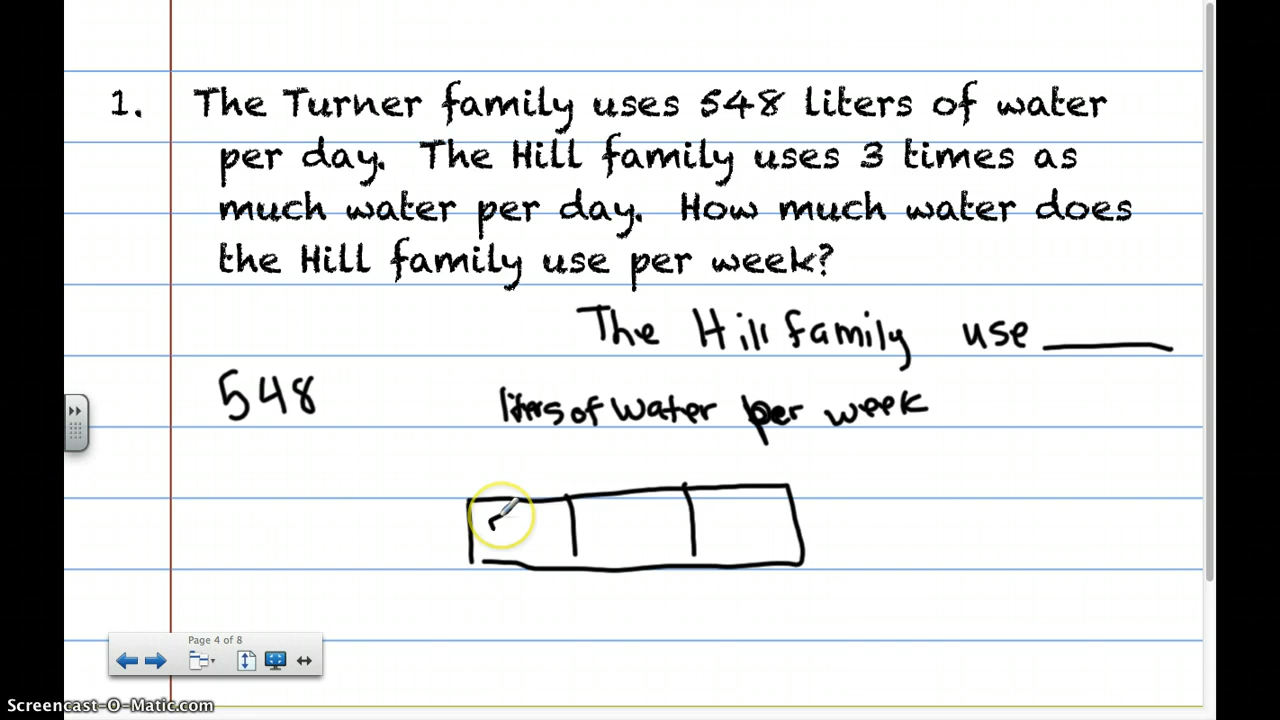 1. The Turner family uses 548 liters of water
per day. The Hill family uses 3 times as
much water per day. How much water does
the Hill family use per week?
The Hill family use ______
548
liters of water per week
Page 4 of 8
Screencast-O-Matic.com